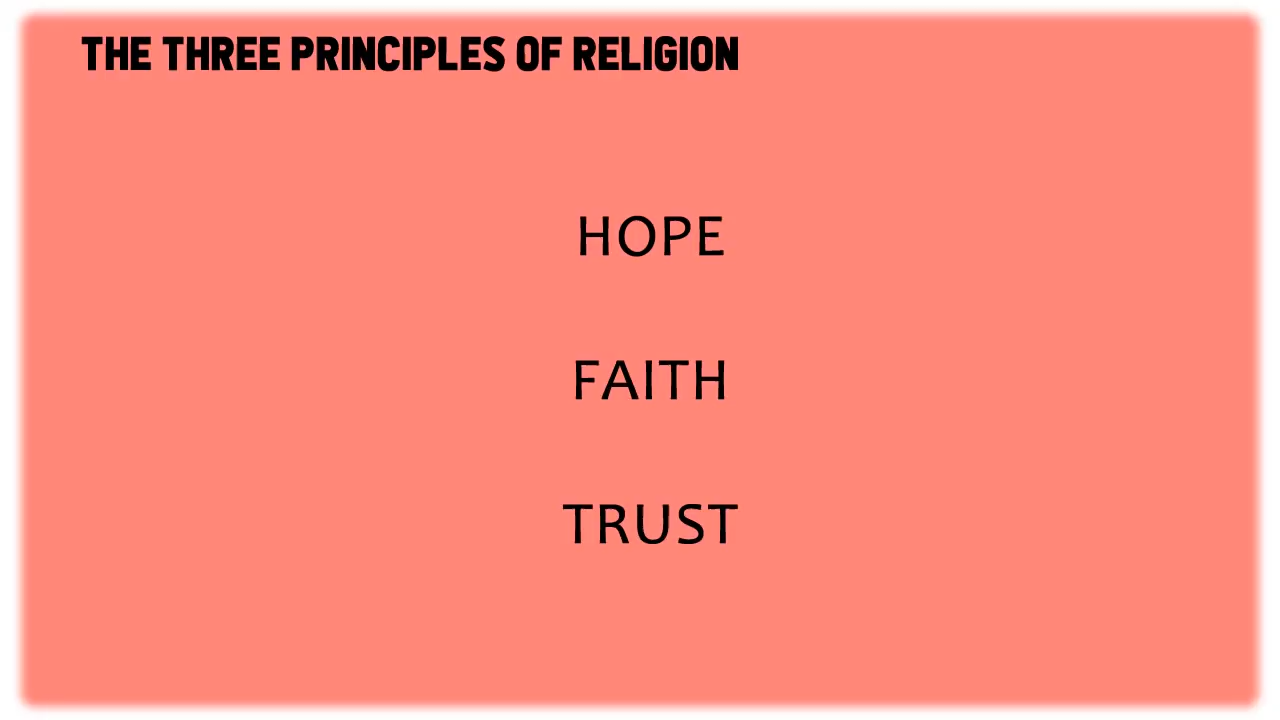 THE THREE PRINCIPLES OF RELIGION
HOPE
FAITH
TRUST